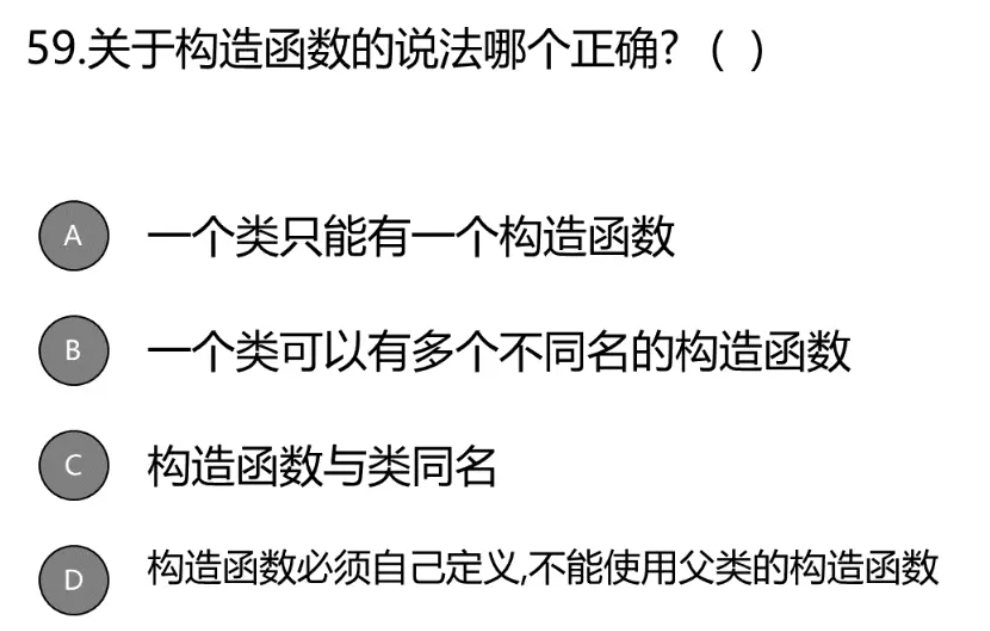 59.关于构造函数的说法哪个正确?（ ）
A 一个类只能有一个构造函数
B 一个类可以有多个不同名的构造函数
C 构造函数与类同名
D 构造函数必须自己定义,不能使用父类的构造函数